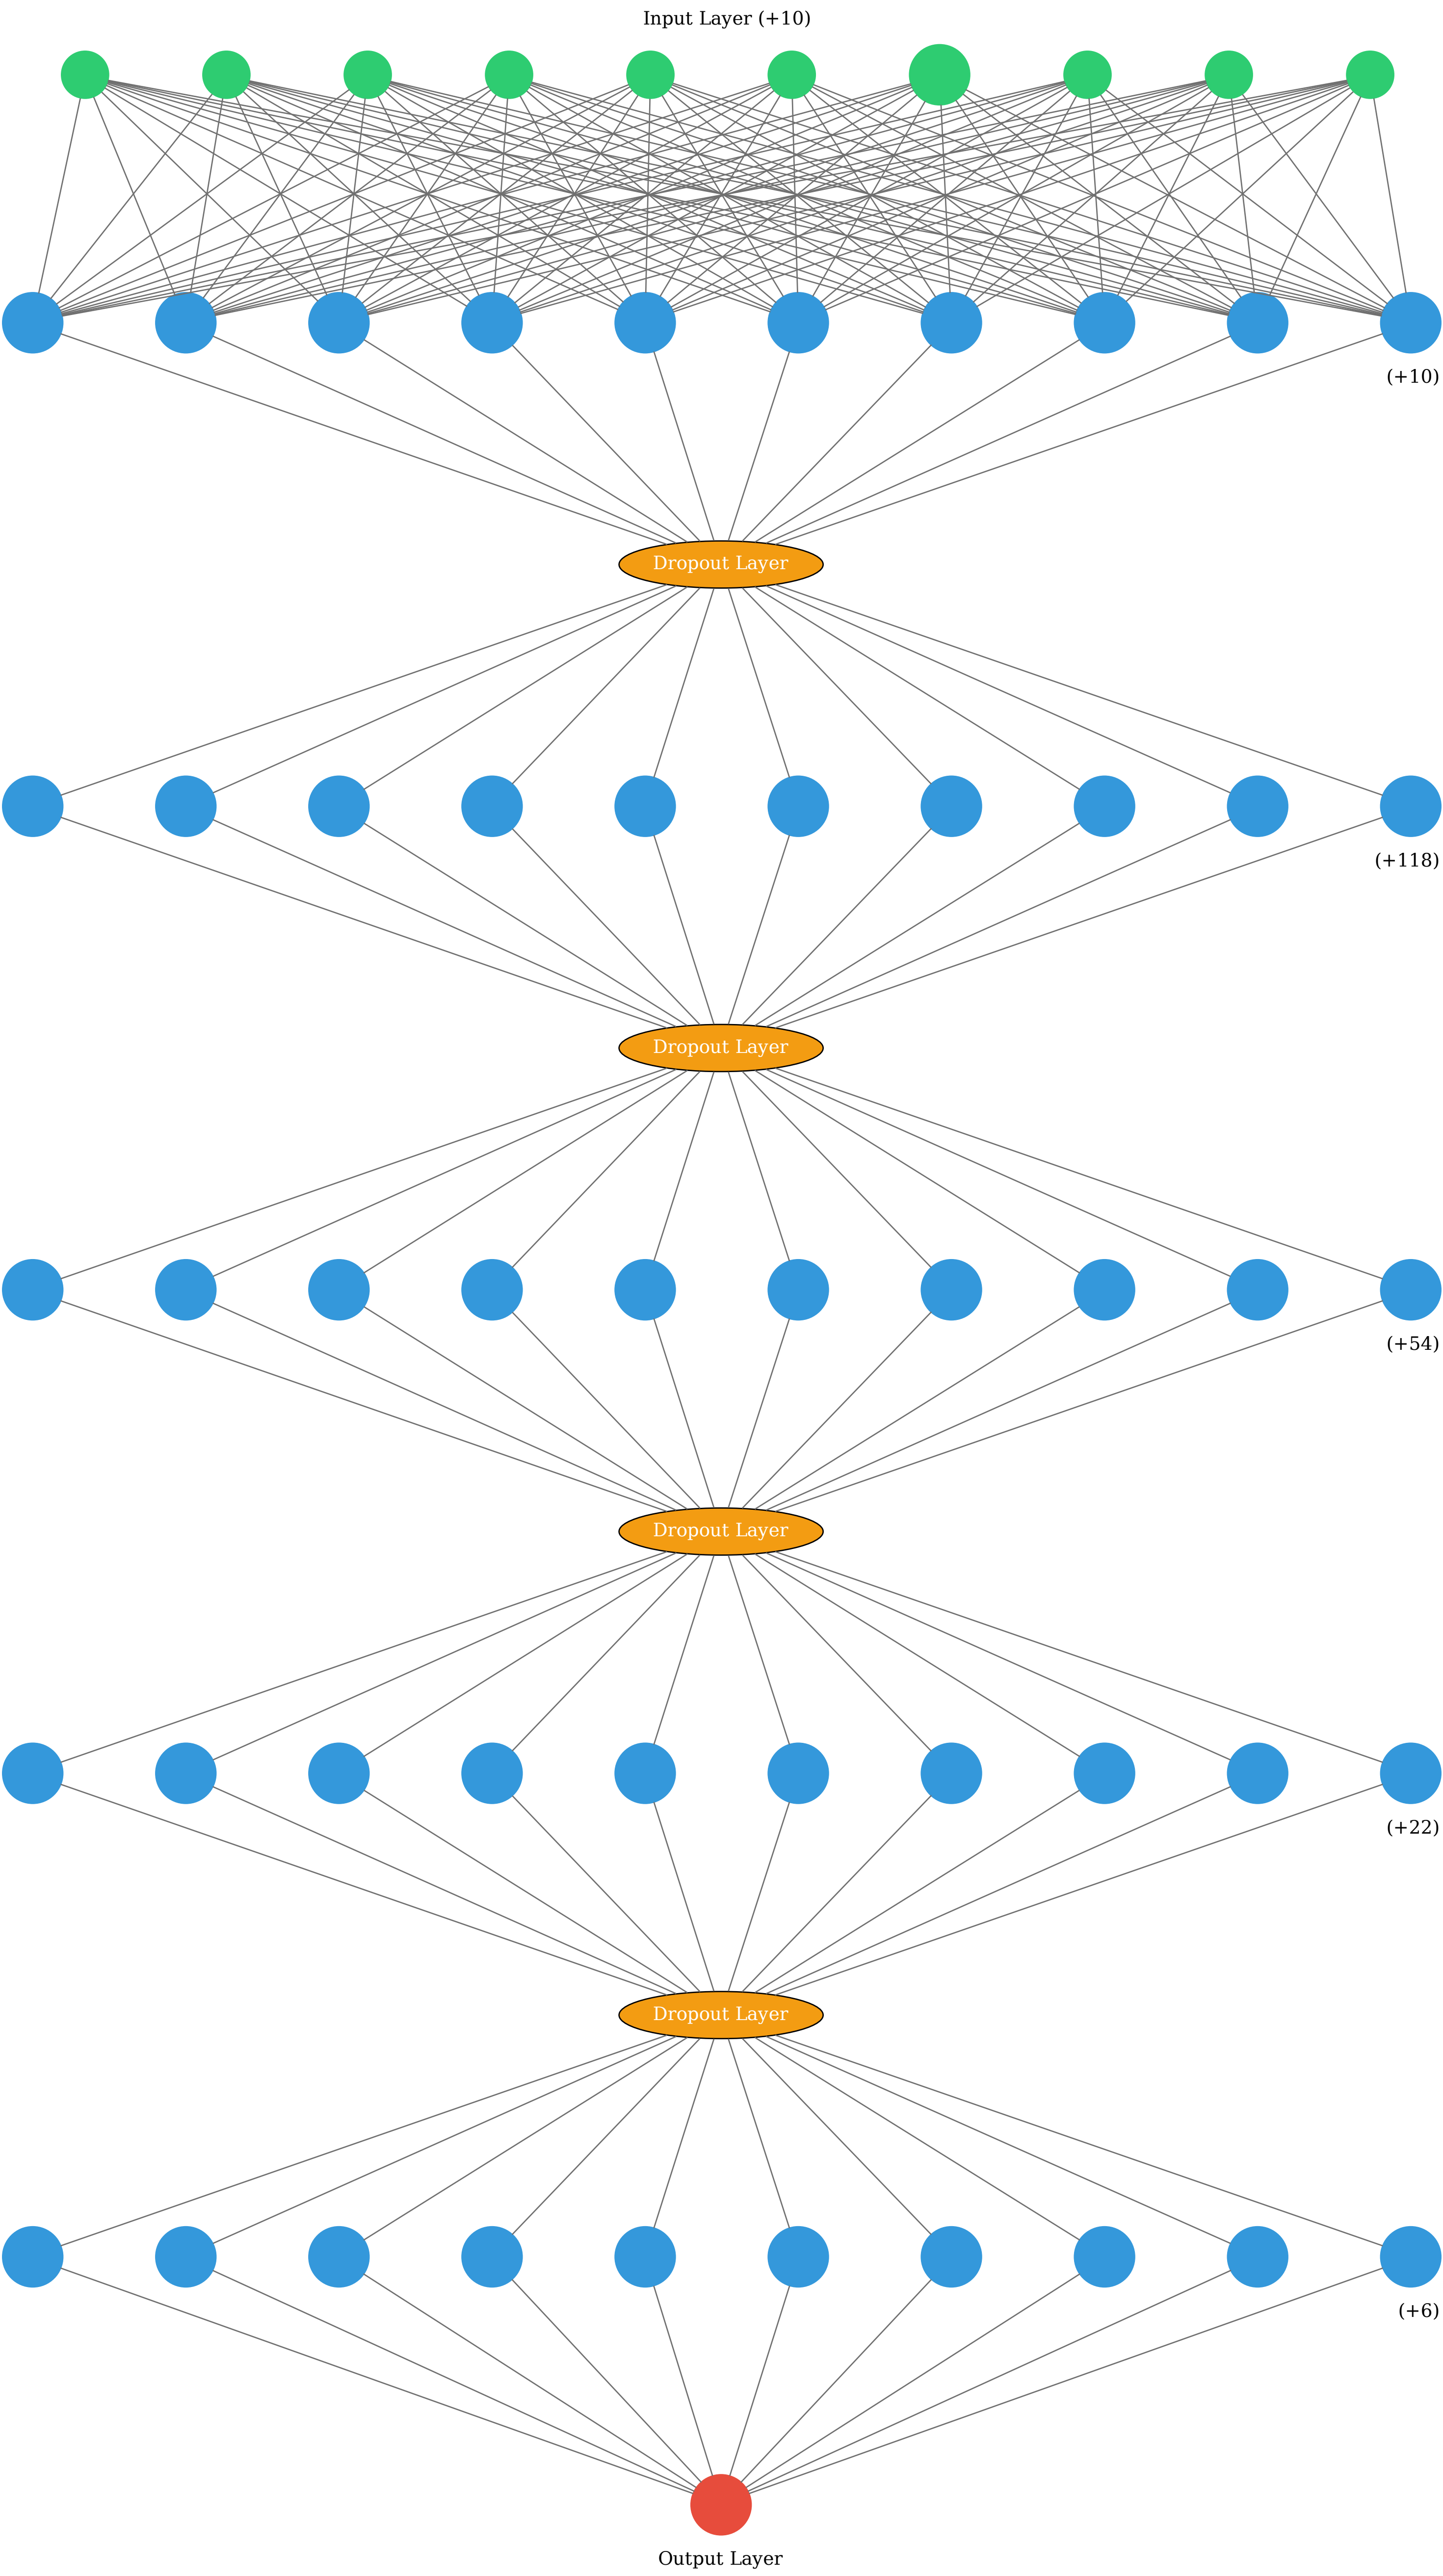 Input Layer (+10)
(+10)
Dropout Layer
(+118)
Dropout Layer
(+54)
Dropout Layer
(+22)
Dropout Layer
(+6)
Output Layer